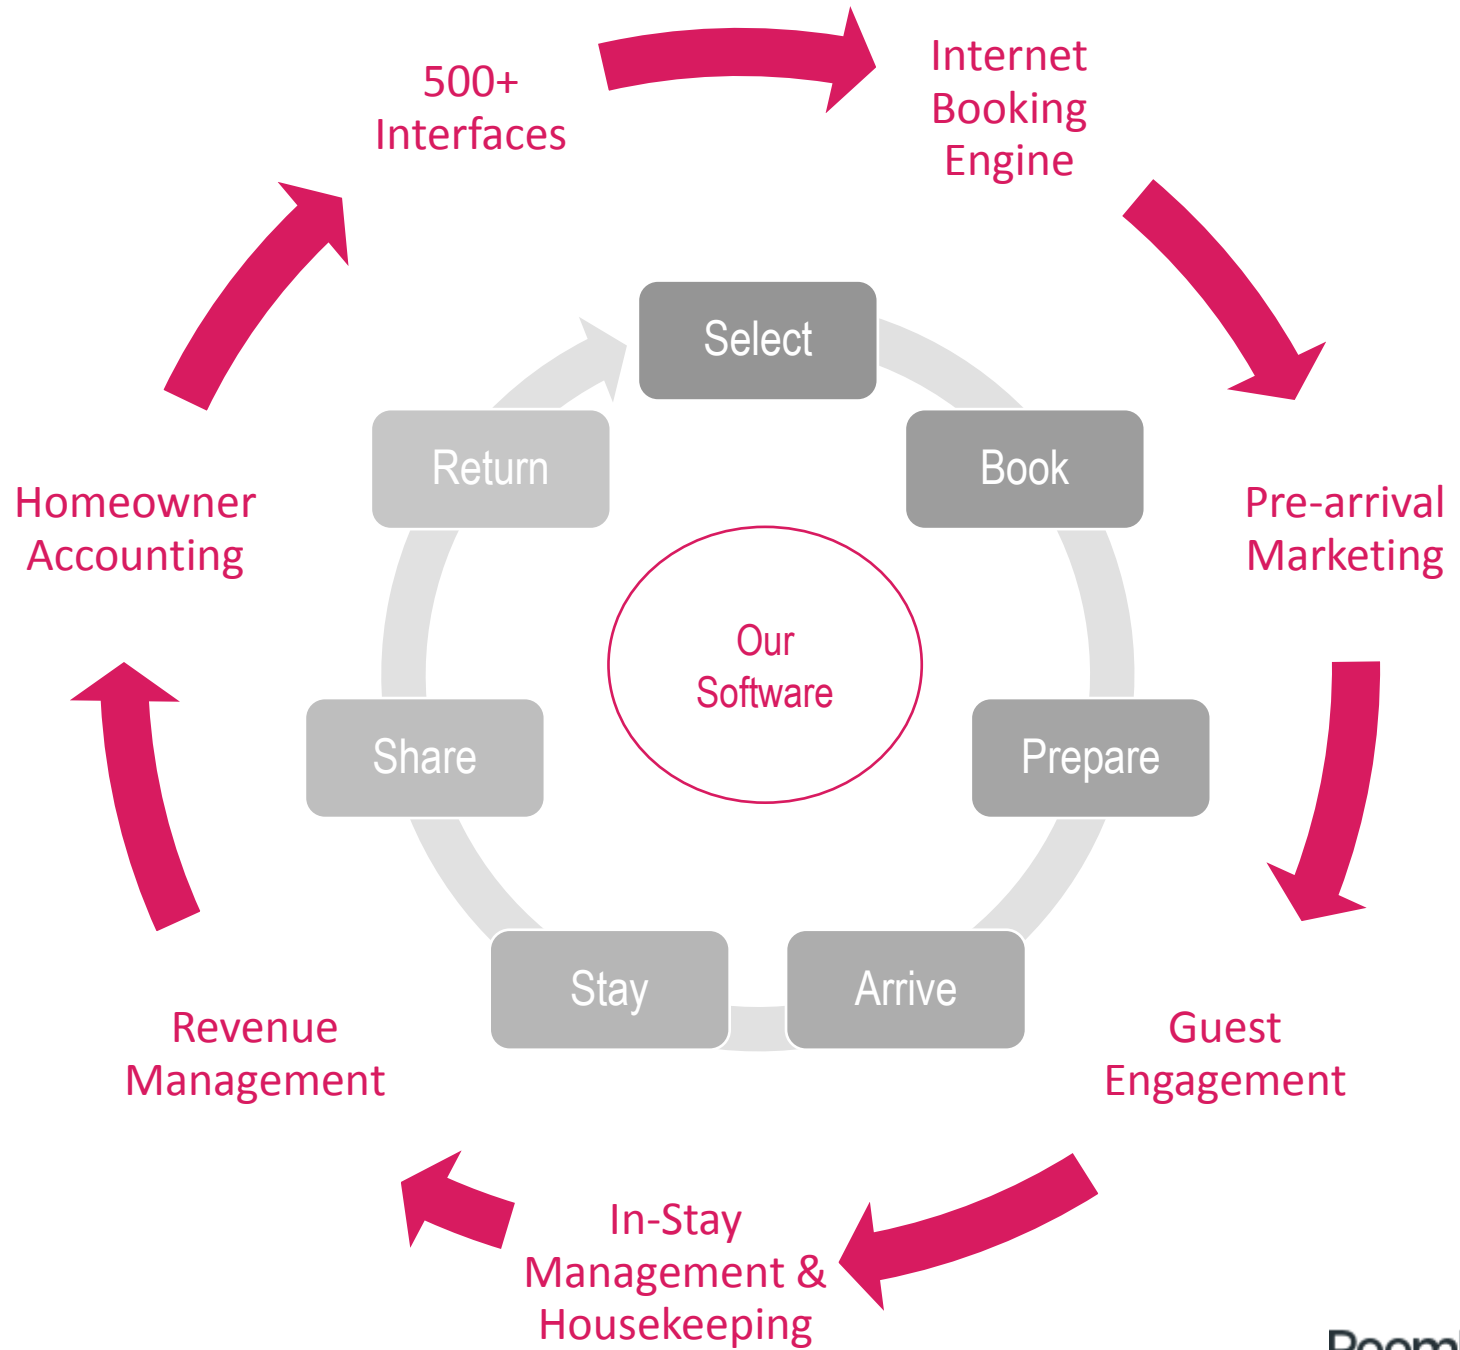 500+
Interfaces
Internet
Booking
Engine
Pre-arrival
Marketing
Guest
Engagement
In-Stay
Management &
Housekeeping
Revenue
Management
Homeowner
Accounting
Select
Book
Prepare
Arrive
Stay
Share
Return
Our
Software